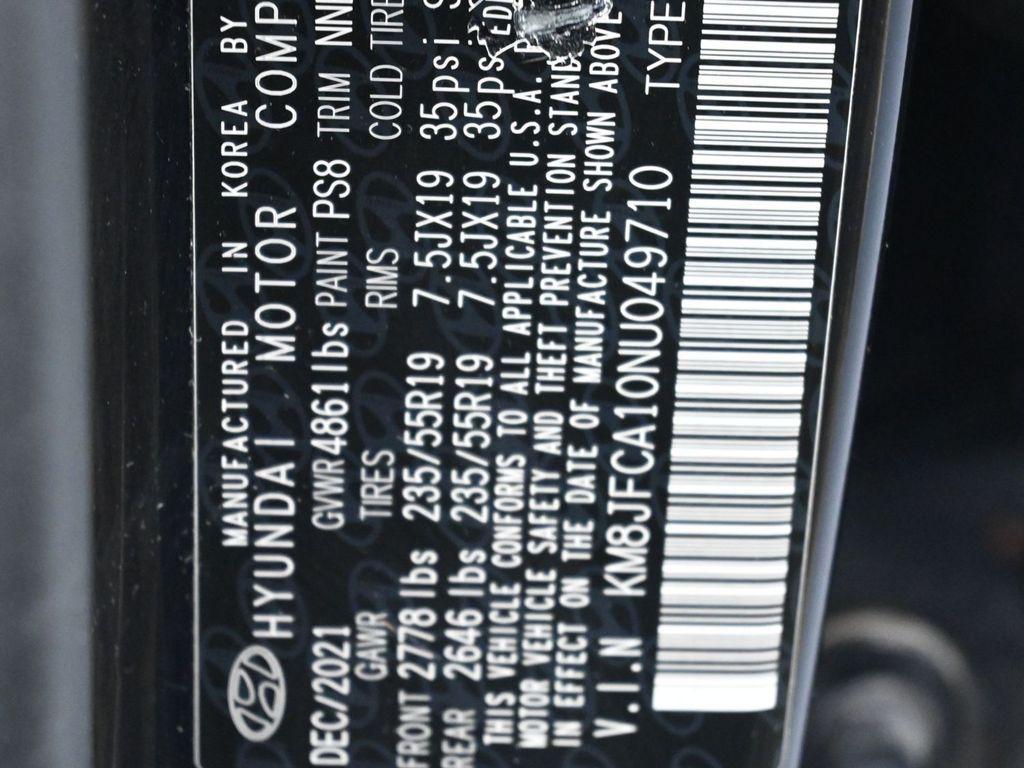 MANUFACTURED IN KOREA BY
HYUNDAI MOTOR COMP
DEC/2021 GVWR 4861lbs PAINT PS8 TRIM NN
GAWR TIRES RIMS COLD TIRE
FRONT 2778 lbs 235/55R19 7.5JX19 35psi
REAR 2646 lbs 235/55R19 7.5JX19 35psi
THIS VEHICLE CONFORMS TO ALL APPLICABLE U.S.A.
MOTOR VEHICLE SAFETY AND THEFT PREVENTION STAND
IN EFFECT ON THE DATE OF MANUFACTURE SHOWN ABOVE
V.I.N KM8JFCA10NU049710 TYPE